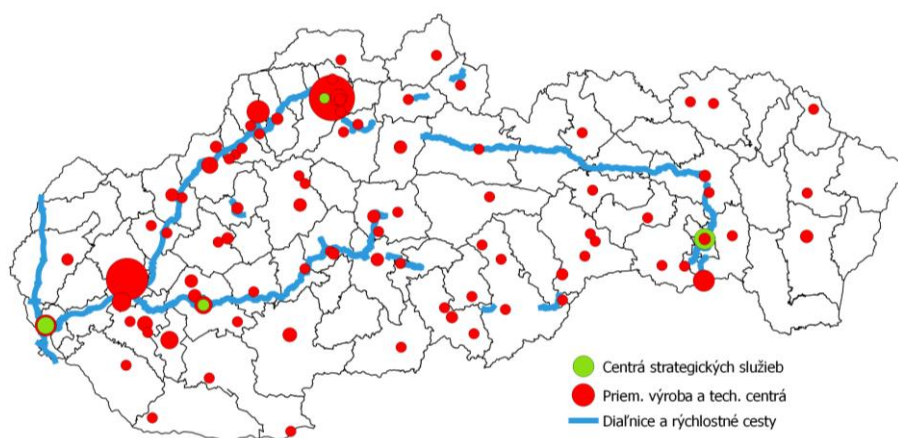 Centrá strategických služieb
Priem. výroba a tech. centrá
Diaľnice a rýchlostné cesty